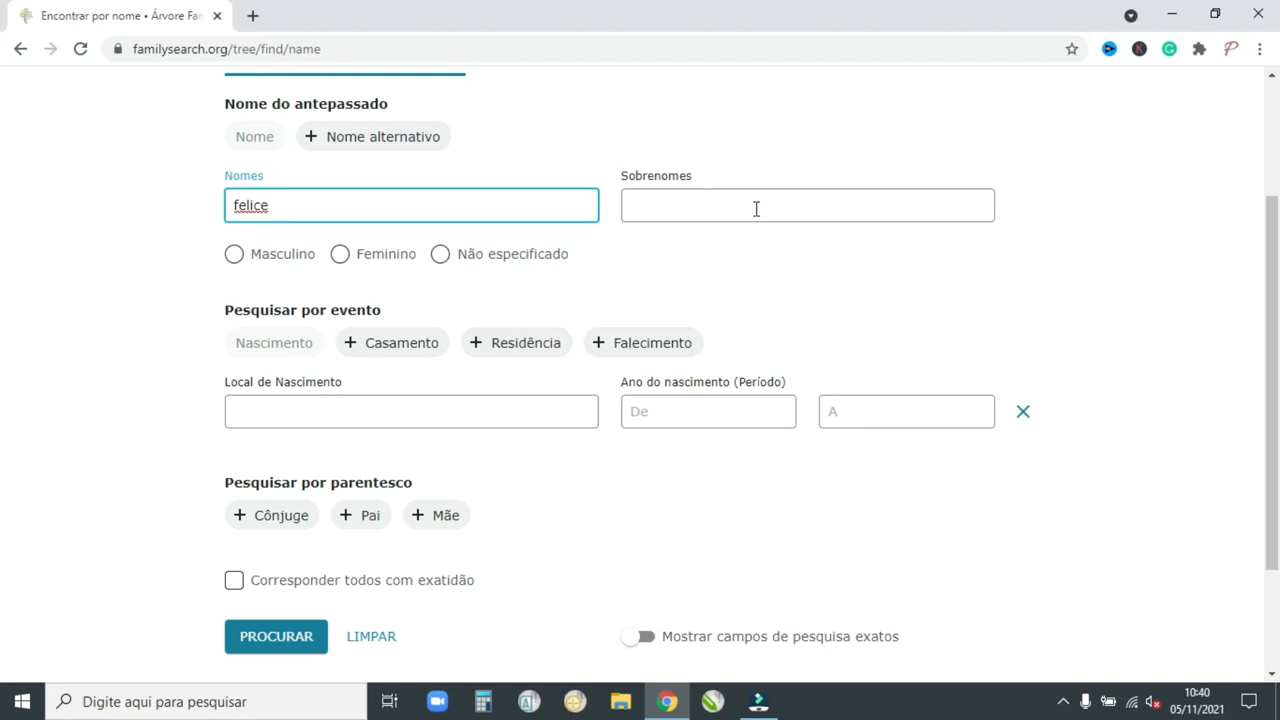 Encontrar por nome • Árvore Fan
familysearch.org/tree/find/name
Nome do antepassado
Nome
+ Nome alternativo
Nomes
Sobrenomes
felice
Masculino
Feminino
Não especificado
Pesquisar por evento
Nascimento
+ Casamento
+ Residência
+ Falecimento
Local de Nascimento
Ano do nascimento (Período)
De
A
Pesquisar por parentesco
+ Cônjuge
+ Pai
+ Mãe
Corresponder todos com exatidão
PROCURAR
LIMPAR
Mostrar campos de pesquisa exatos
Digite aqui para pesquisar
10:40
05/11/2021